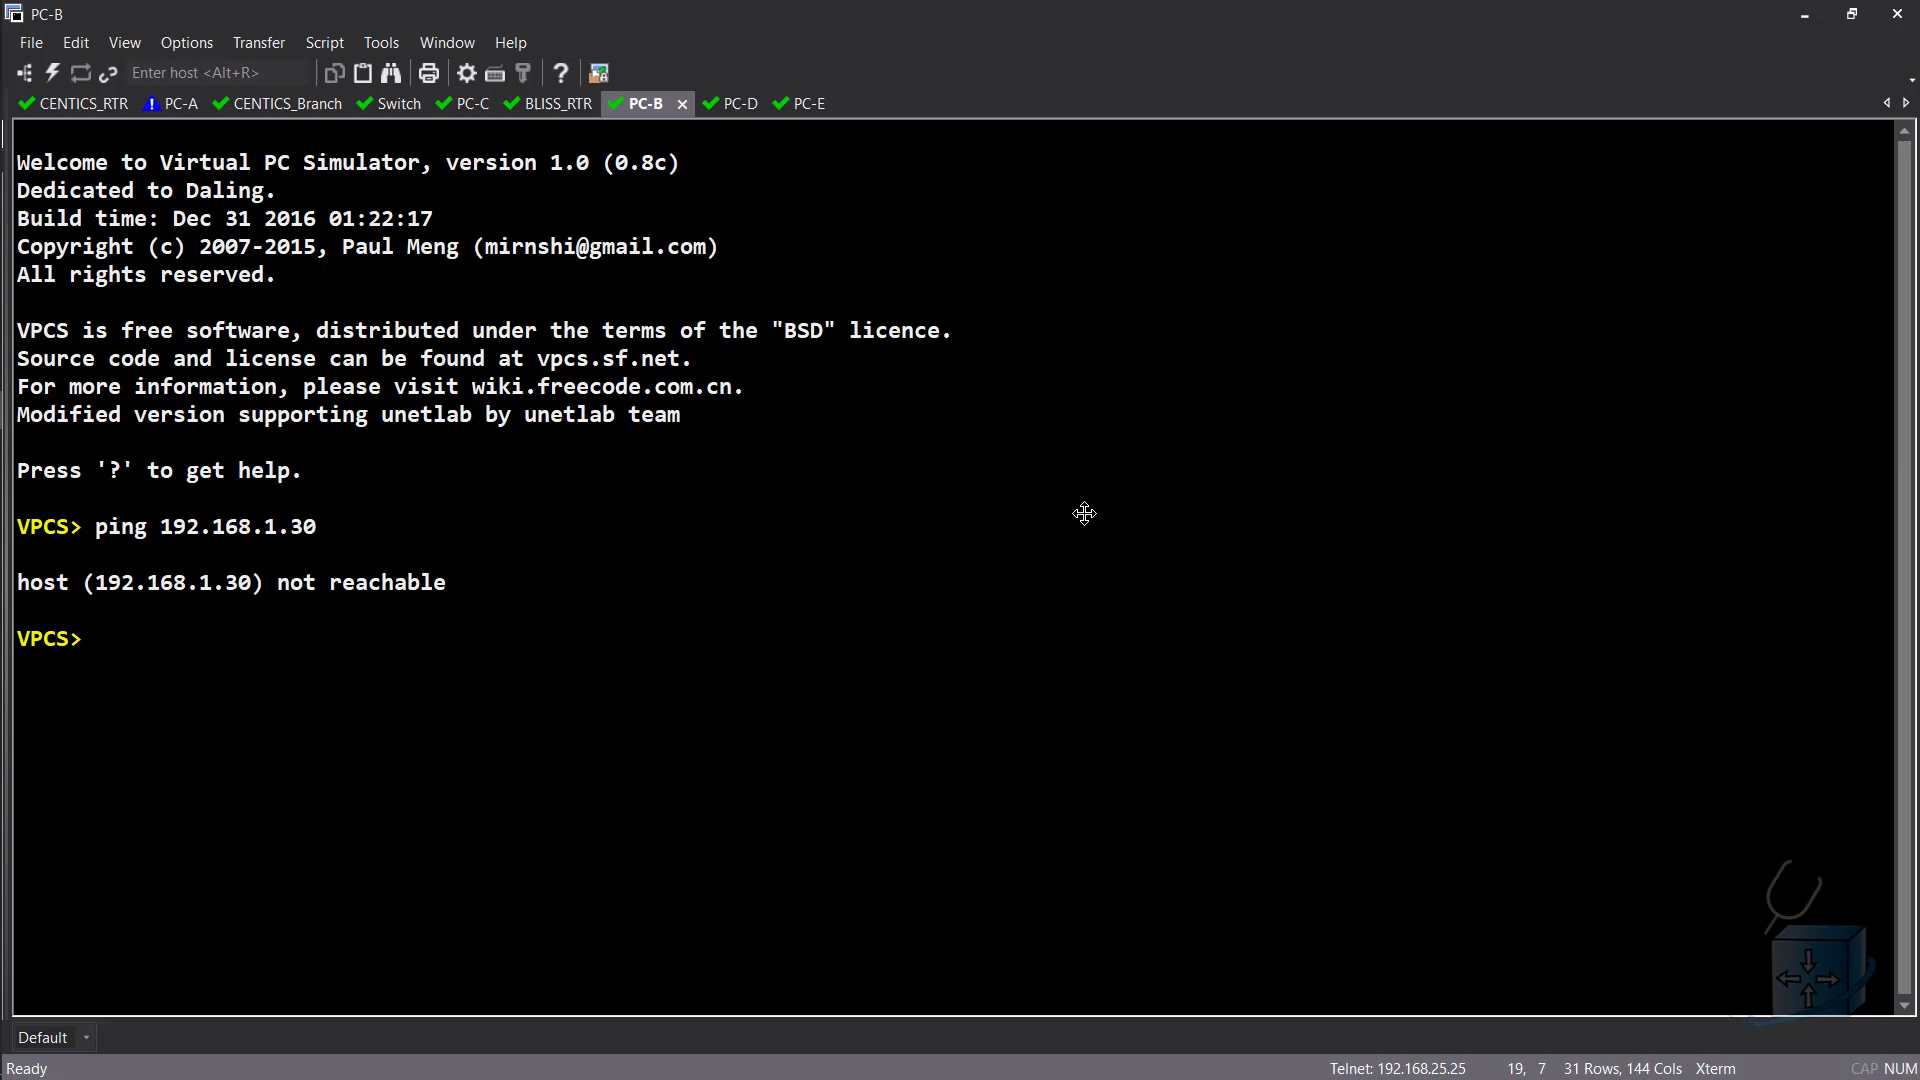 PC-B
File Edit View Options Transfer Script Tools Window Help
Enter host <Alt+R>
CENTICS_RTR PC-A CENTICS_Branch Switch PC-C BLISS_RTR PC-B PC-D PC-E
Welcome to Virtual PC Simulator, version 1.0 (0.8c)
Dedicated to Daling.
Build time: Dec 31 2016 01:22:17
Copyright (c) 2007-2015, Paul Meng (mirnshi@gmail.com)
All rights reserved.
VPCS is free software, distributed under the terms of the "BSD" licence.
Source code and license can be found at vpcs.sf.net.
For more information, please visit wiki.freecode.com.cn.
Modified version supporting unetlab by unetlab team
Press '?' to get help.
VPCS> ping 192.168.1.30
host (192.168.1.30) not reachable
VPCS>
Default
Ready Telnet: 192.168.25.25 19, 7 31 Rows, 144 Cols Xterm CAP NUM